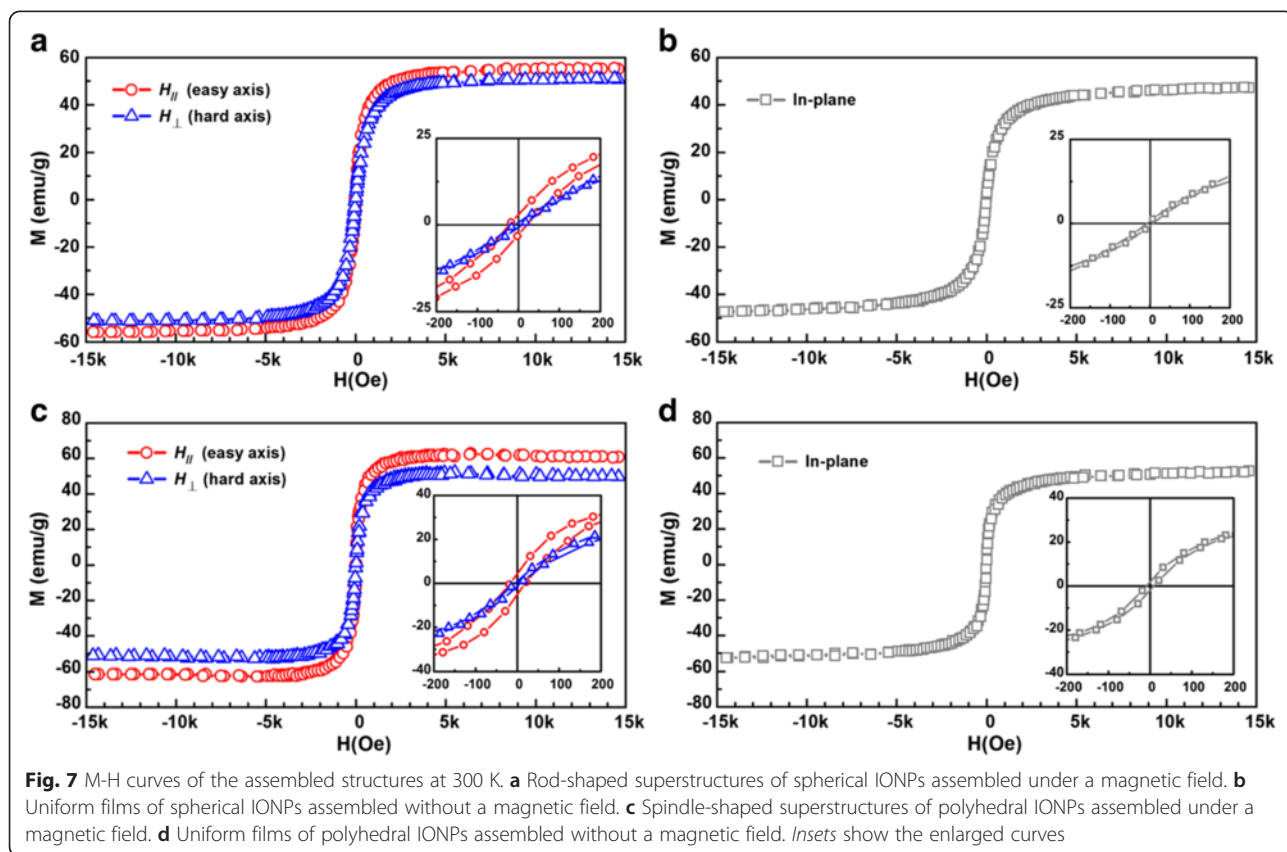 a
60
40
20
0
-20
-40
-60
M (emu/g)
H// (easy axis)
H⊥ (hard axis)
25
0
-25
-200 -100 0 100 200
-15k -10k -5k 0 5k 10k 15k
H(Oe)
b
60
40
20
0
-20
-40
-60
M (emu/g)
In-plane
25
0
-25
-200 -100 0 100 200
-15k -10k -5k 0 5k 10k 15k
H(Oe)
c
80
60
40
20
0
-20
-40
-60
-80
M (emu/g)
H// (easy axis)
H⊥ (hard axis)
40
20
0
-20
-40
-200 -100 0 100 200
-15k -10k -5k 0 5k 10k 15k
H(Oe)
d
80
60
40
20
0
-20
-40
-60
-80
M (emu/g)
In-plane
40
20
0
-20
-40
-200 -100 0 100 200
-15k -10k -5k 0 5k 10k 15k
H(Oe)
Fig. 7 M-H curves of the assembled structures at 300 K. a Rod-shaped superstructures of spherical IONPs assembled under a magnetic field. b
Uniform films of spherical IONPs assembled without a magnetic field. c Spindle-shaped superstructures of polyhedral IONPs assembled under a
magnetic field. d Uniform films of polyhedral IONPs assembled without a magnetic field. Insets show the enlarged curves